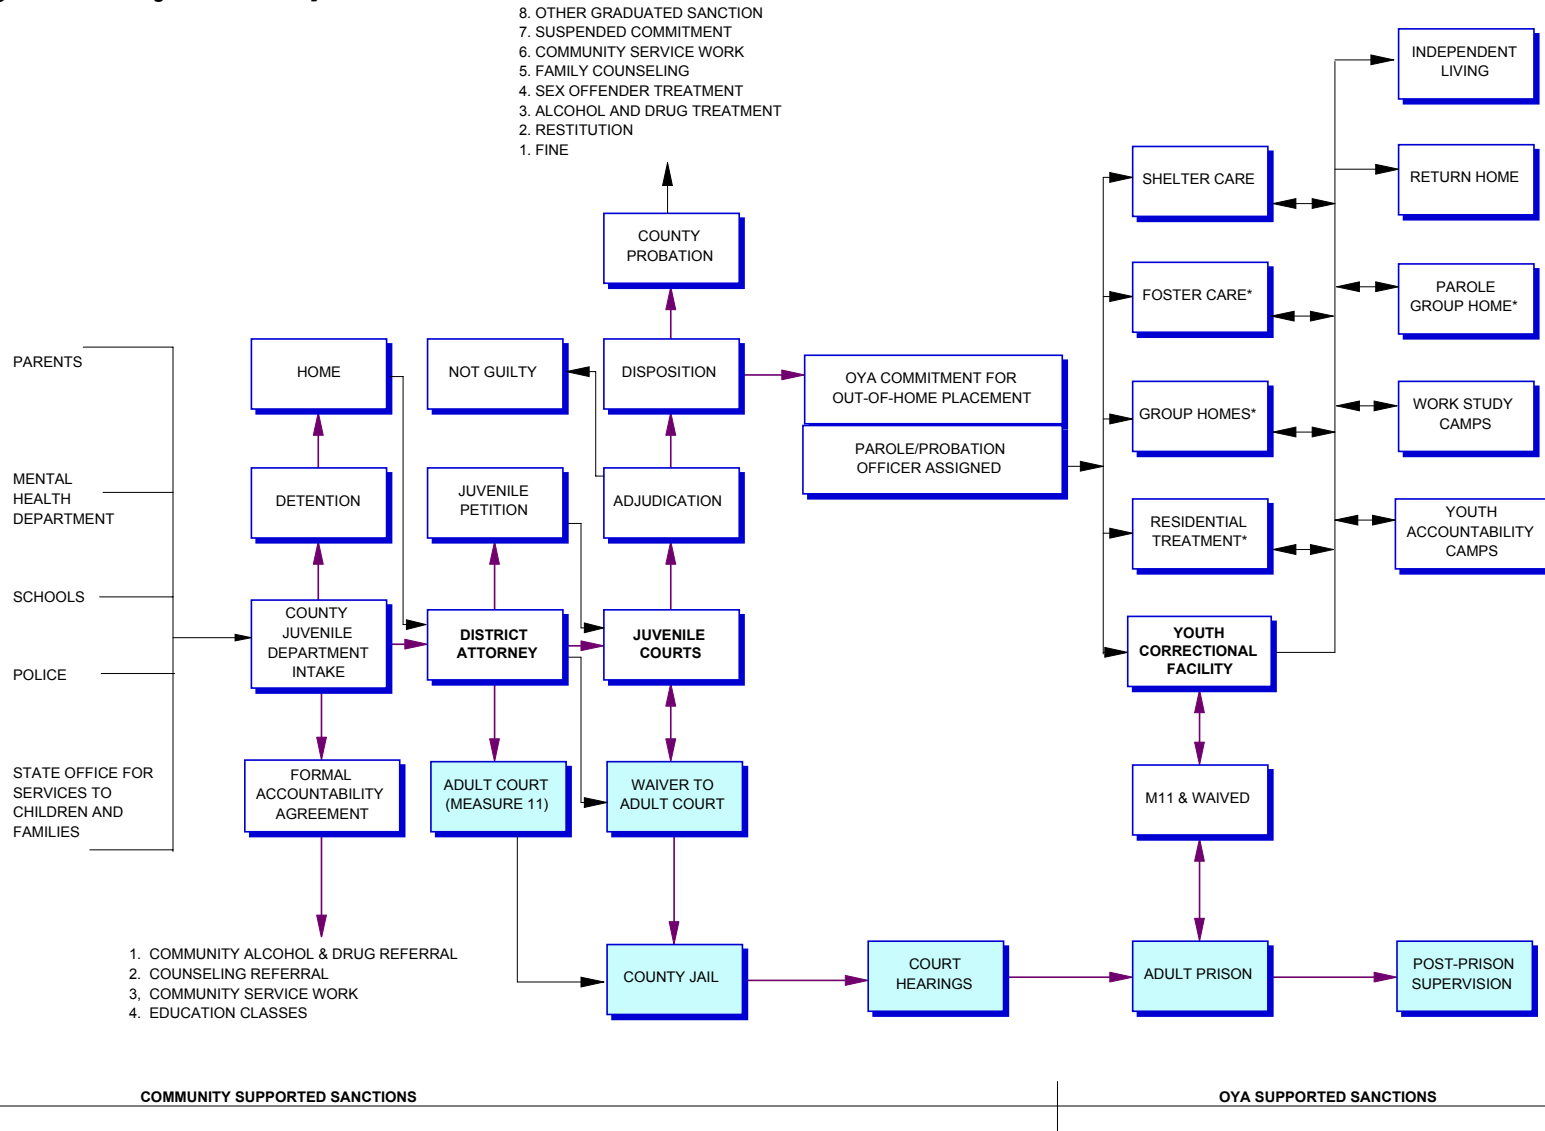 8. OTHER GRADUATED SANCTION
7. SUSPENDED COMMITMENT
6. COMMUNITY SERVICE WORK
5. FAMILY COUNSELING
4. SEX OFFENDER TREATMENT
3. ALCOHOL AND DRUG TREATMENT
2. RESTITUTION
1. FINE
COUNTY
PROBATION
PARENTS
MENTAL
HEALTH
DEPARTMENT
SCHOOLS
POLICE
STATE OFFICE FOR
SERVICES TO
CHILDREN AND
FAMILIES
HOME
DETENTION
COUNTY
JUVENILE
DEPARTMENT
INTAKE
FORMAL
ACCOUNTABILITY
AGREEMENT
1. COMMUNITY ALCOHOL & DRUG REFERRAL
2. COUNSELING REFERRAL
3, COMMUNITY SERVICE WORK
4. EDUCATION CLASSES
NOT GUILTY
JUVENILE
PETITION
DISTRICT
ATTORNEY
ADULT COURT
(MEASURE 11)
DISPOSITION
ADJUDICATION
JUVENILE
COURTS
WAIVER TO
ADULT COURT
COUNTY JAIL
OYA COMMITMENT FOR
OUT-OF-HOME PLACEMENT
PAROLE/PROBATION
OFFICER ASSIGNED
COURT
HEARINGS
SHELTER CARE
FOSTER CARE*
GROUP HOMES*
RESIDENTIAL
TREATMENT*
YOUTH
CORRECTIONAL
FACILITY
M11 & WAIVED
ADULT PRISON
INDEPENDENT
LIVING
RETURN HOME
PAROLE
GROUP HOME*
WORK STUDY
CAMPS
YOUTH
ACCOUNTABILITY
CAMPS
POST-PRISON
SUPERVISION
COMMUNITY SUPPORTED SANCTIONS
OYA SUPPORTED SANCTIONS